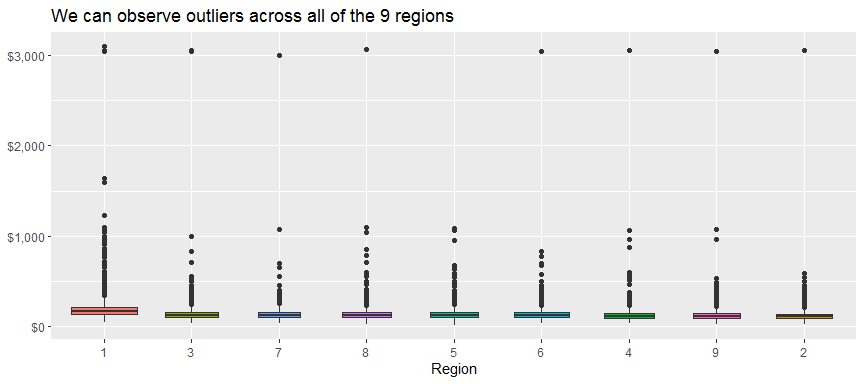 We can observe outliers across all of the 9 regions
$3,000
$2,000
$1,000
$0
1 3 7 8 5 6 4 9 2
Region